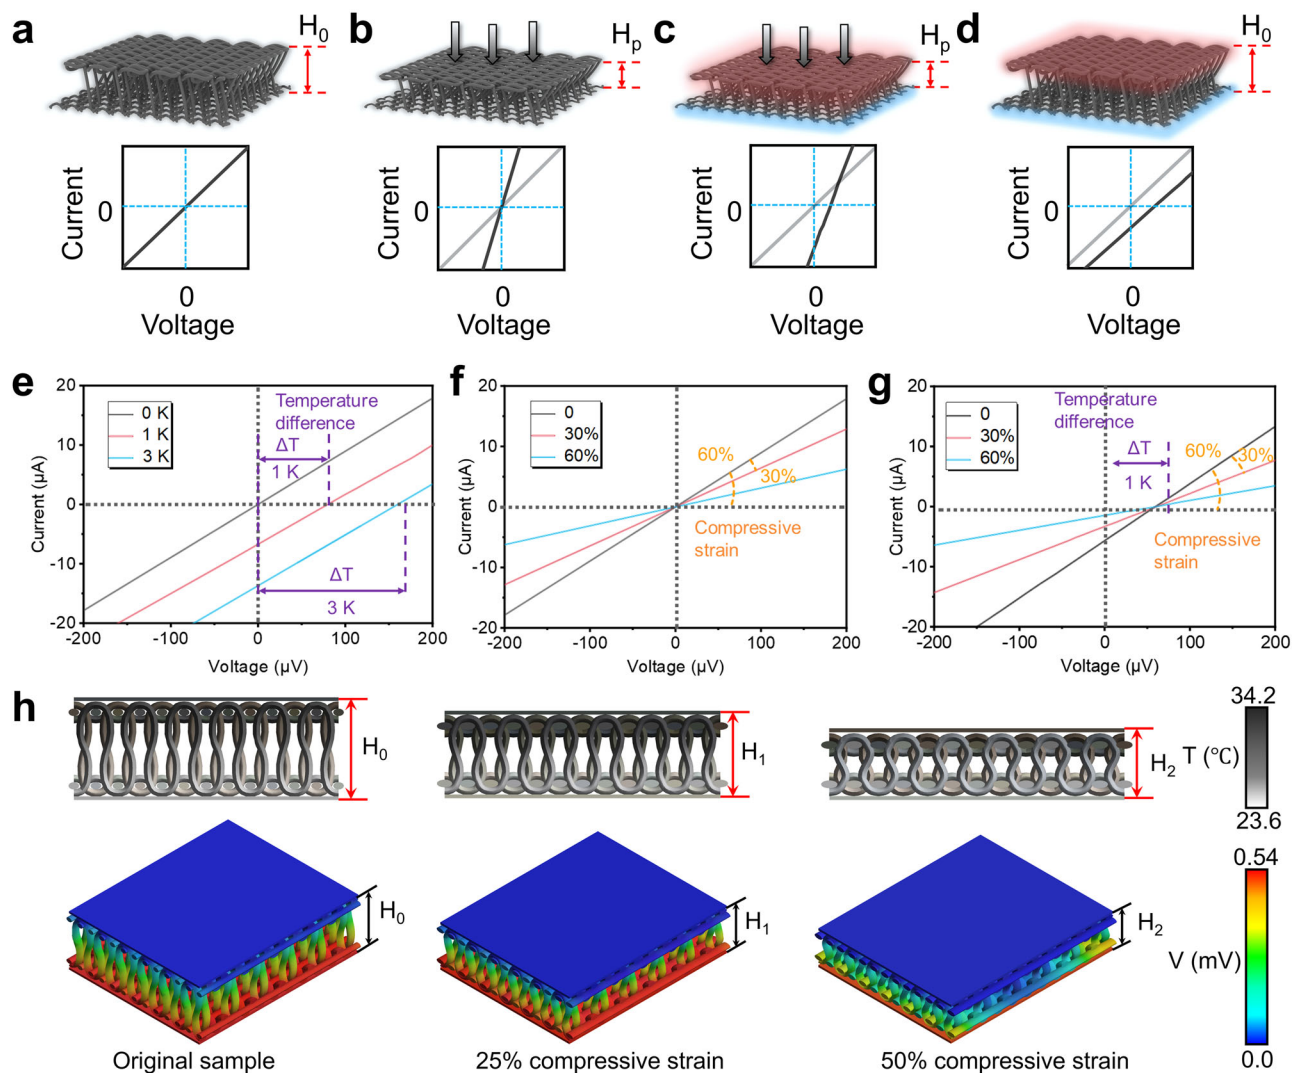 a
H0
b
Hp
c
Hp
d
H0
Current
0
0
Voltage
Current
0
0
Voltage
Current
0
0
Voltage
Current
0
0
Voltage
e
20
10
0
-10
-20
-200
-100
0
100
200
Current (μA)
Voltage (μV)
0 K
1 K
3 K
Temperature
difference
ΔT
1 K
ΔT
3 K
f
20
10
0
-10
-20
-200
-100
0
100
200
Current (μA)
Voltage (μV)
0
30%
60%
60%
30%
Compressive
strain
g
20
10
0
-10
-20
-200
-100
0
100
200
Current (μA)
Voltage (μV)
0
30%
60%
Temperature
difference
ΔT
1 K
60%
30%
Compressive
strain
h
H0
H1
H2
34.2
T (℃)
23.6
H0
H1
H2
0.54
V (mV)
0.0
Original sample
25% compressive strain
50% compressive strain